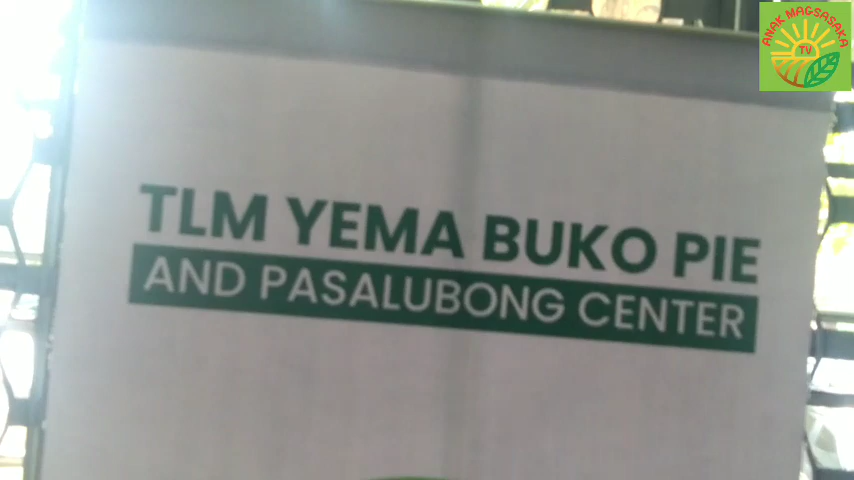 ANAK MAGSASAKA
TV
TLM YEMA BUKO PIE
AND PASALUBONG CENTER